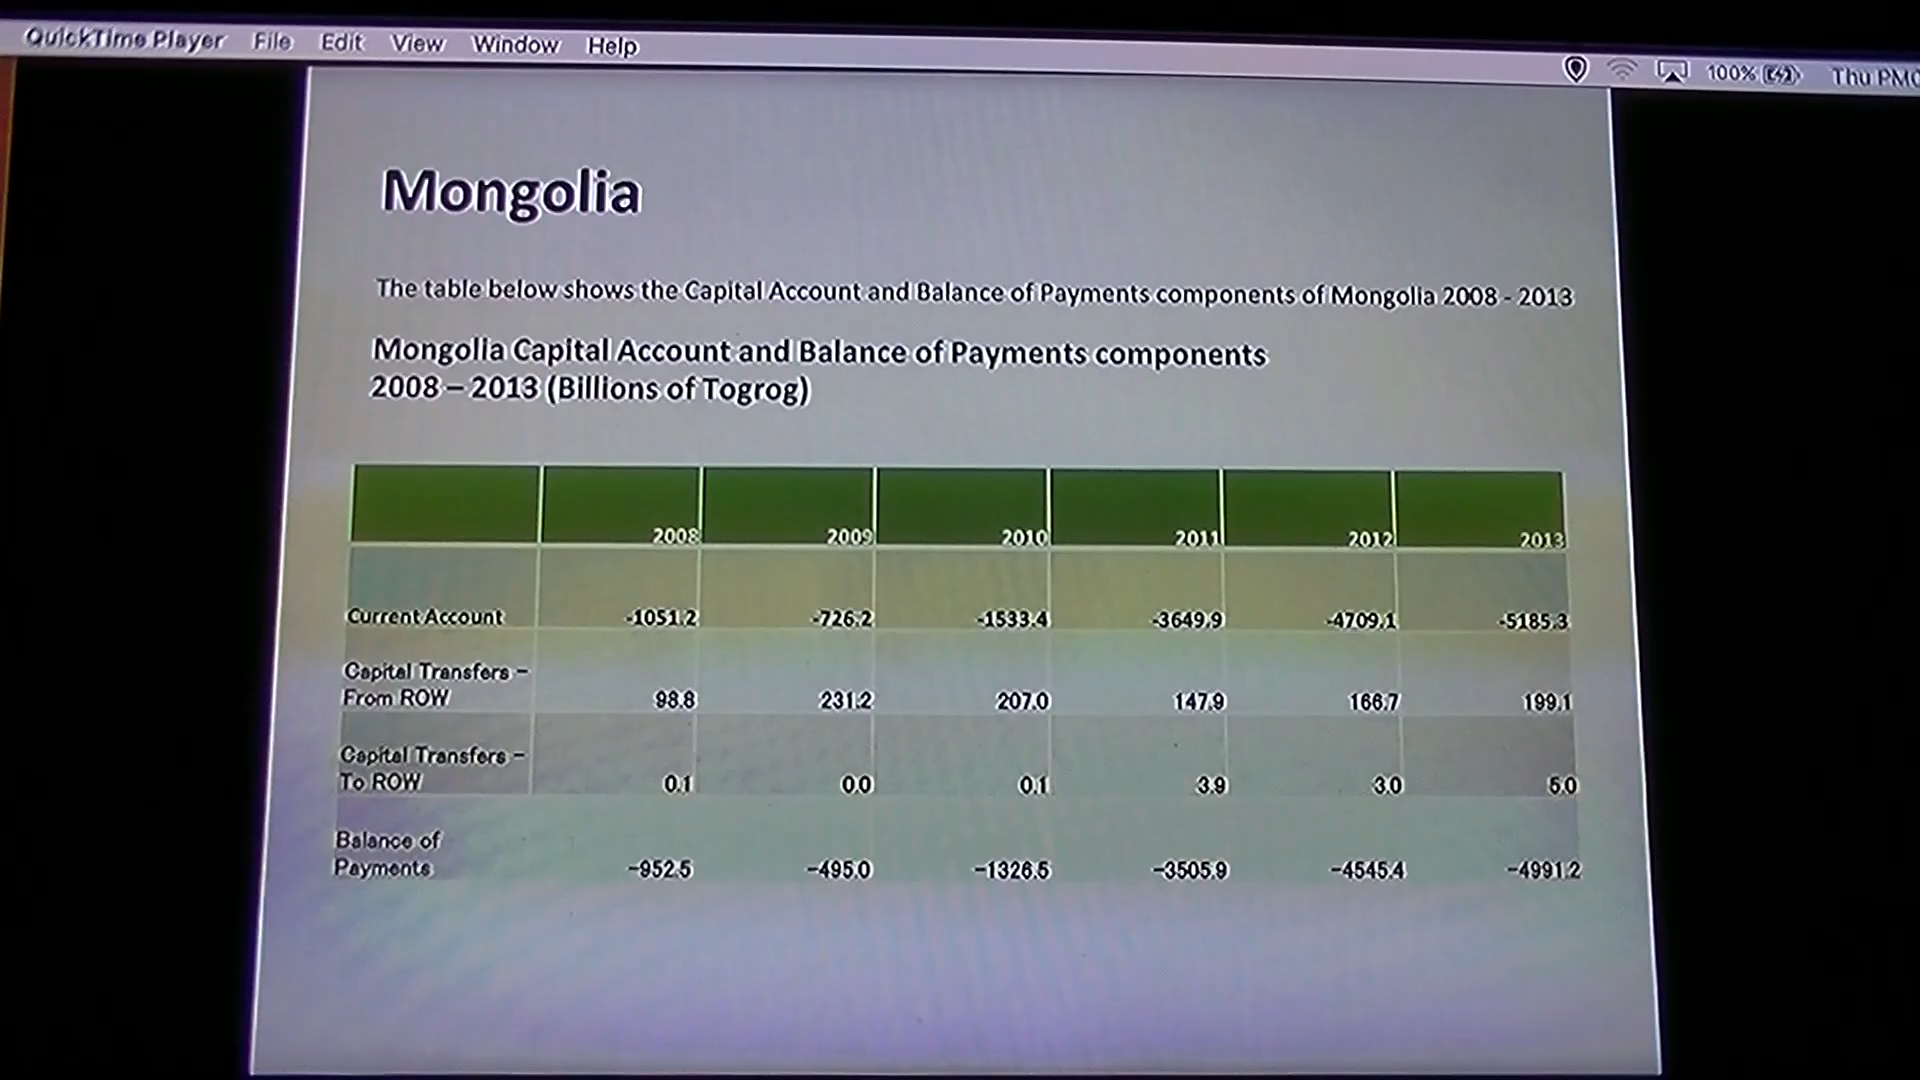 QuickTime Player File Edit View Window Help
100% Thu PM
Mongolia
The table below shows the Capital Account and Balance of Payments components of Mongolia 2008 - 2013
Mongolia Capital Account and Balance of Payments components
2008 – 2013 (Billions of Togrog)
2008 2009 2010 2011 2012 2013
Current Account -1051.2 -726.2 -1533.4 -3649.9 -4709.1 -5185.3
Capital Transfers –
From ROW 98.8 231.2 207.0 147.9 166.7 199.1
Capital Transfers –
To ROW 0.1 0.0 0.1 3.9 3.0 5.0
Balance of
Payments -952.5 -495.0 -1326.5 -3505.9 -4545.4 -4991.2